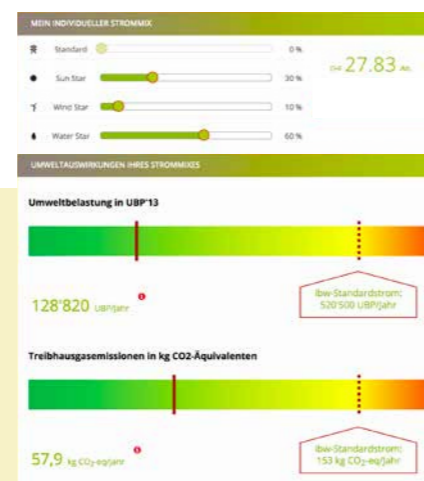 MEIN INDIVIDUELLER STROMMIX
Standard 0 %
Sun Star 30 %
27.83
Wind Star 10 %
Water Star 60 %
UMWELTAUSWIRKUNGEN IHRES STROMMIXES
Umweltbelastung in UBP'13
128'820 UBP/Jahr
ibw-Standardstrom:
520'500 UBP/Jahr
Treibhausgasemissionen in kg CO2-Äquivalenten
57,9 kg CO₂-eq/Jahr
ibw-Standardstrom:
153 kg CO₂-eq/Jahr